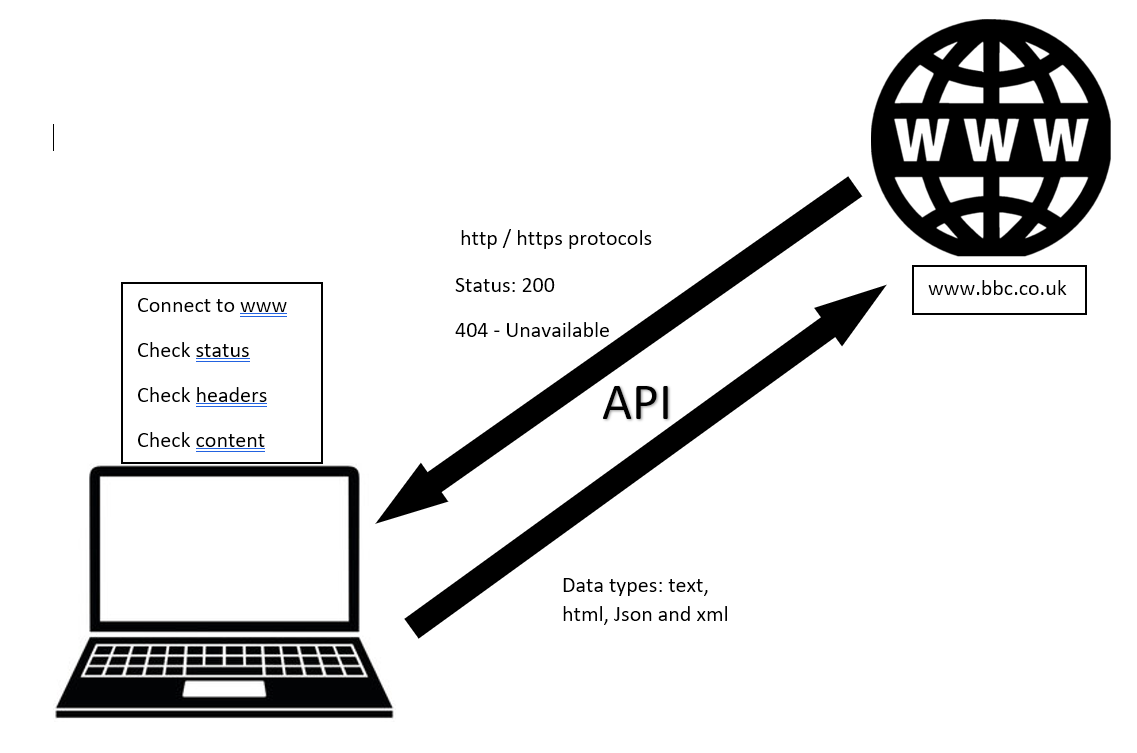 WWW
http / https protocols
www.bbc.co.uk
Status: 200
Connect to www
404 - Unavailable
Check status
Check headers
API
Check content
Data types: text,
html, Json and xml